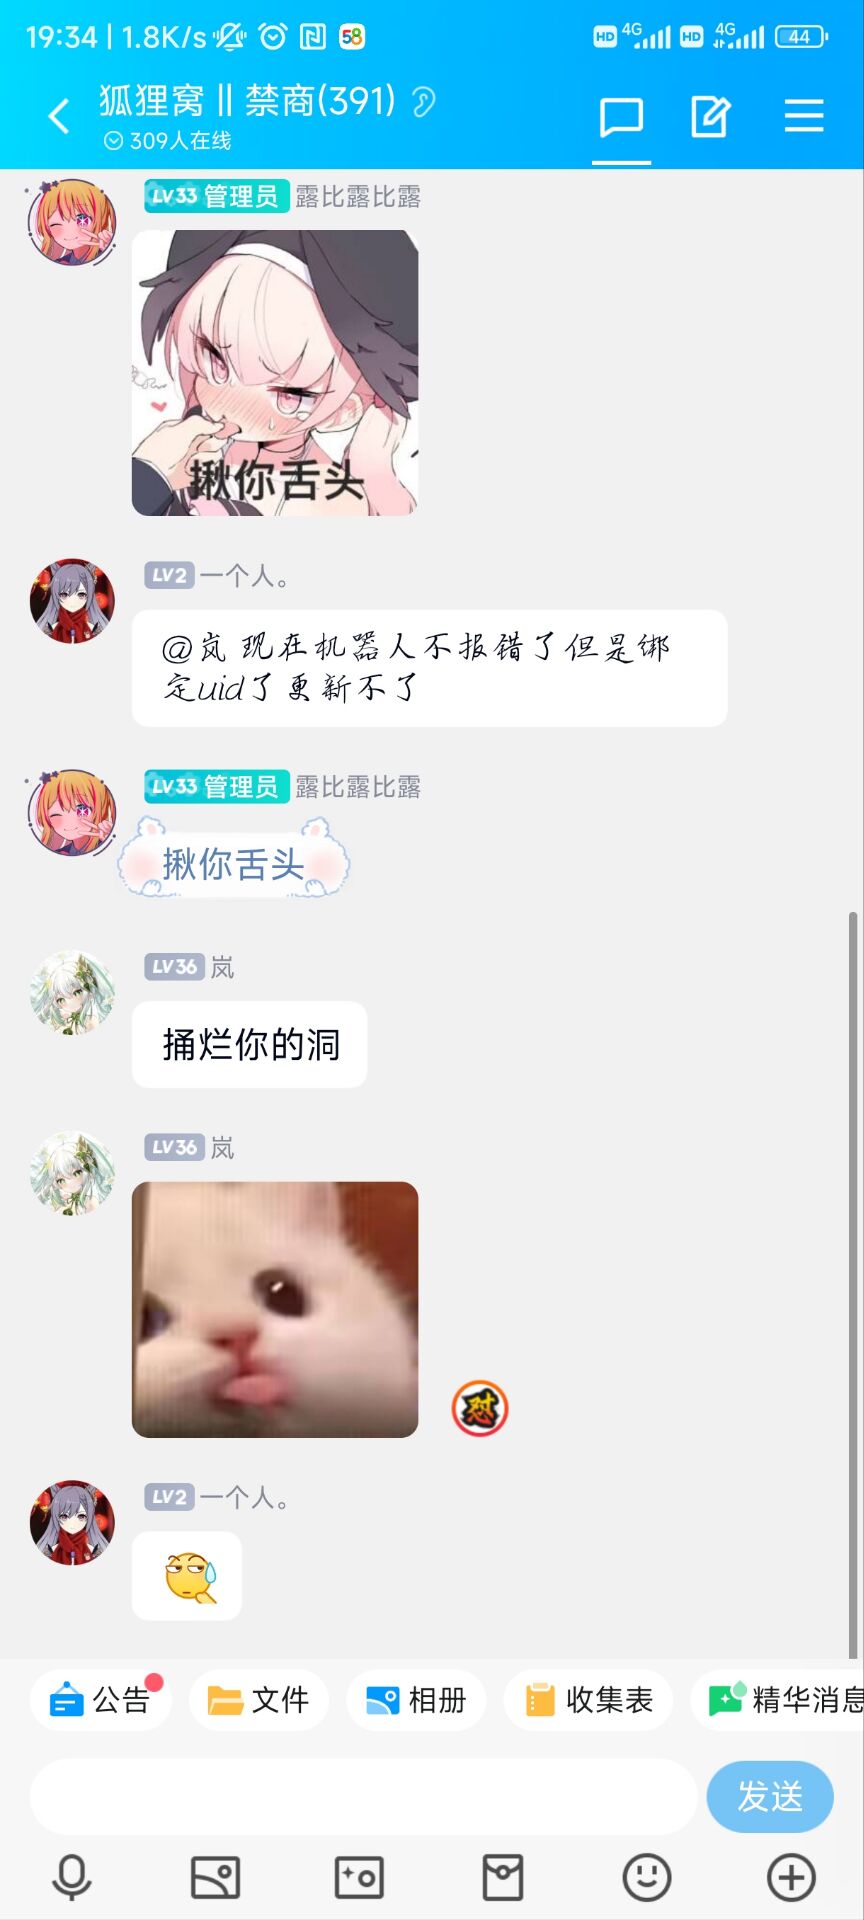 19:34 | 1.8K/s
58
HD 4G HD 4G 44
狐狸窝 || 禁商(391)
309人在线
LV33 管理员 露比露比露
揪你舌头
LV2 一个人。
@岚 现在机器人不报错了但是绑
定uid了更新不了
LV33 管理员 露比露比露
揪你舌头
LV36 岚
捅烂你的洞
LV36 岚
怼
LV2 一个人。
公告 文件 相册 收集表 精华消息
发送